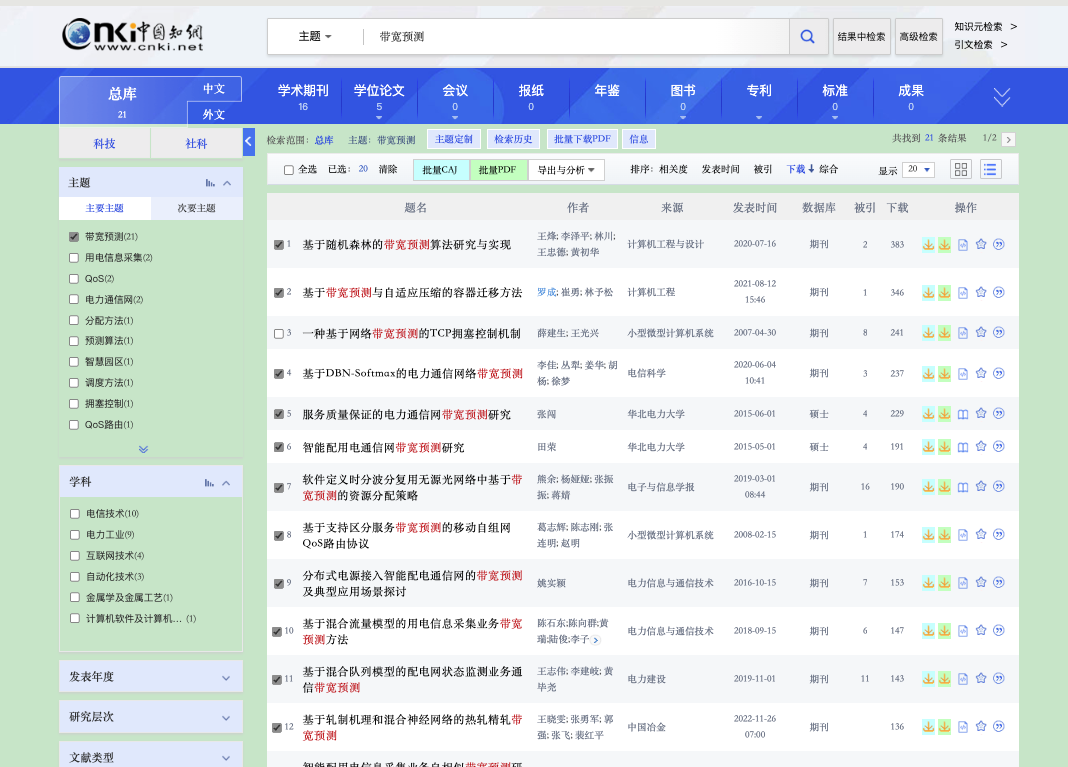 cnki中国知網
www.cnki.net
主题
带宽预测
结果中检索
高级检索
知识元检索 >
引文检索 >
总库
21
中文
外文
学术期刊
16
学位论文
5
会议
0
报纸
0
年鉴
图书
0
专利
标准
0
成果
0
科技
社科
检索范围: 总库 主题: 带宽预测 主题定制 检索历史 批量下载PDF 信息
共找到 21 条结果 1/2 >
全选 已选: 20 清除 批量CAJ 批量PDF 导出与分析
排序: 相关度 发表时间 被引 下载 综合 显示 20
主题
主要主题
次要主题
带宽预测(21)
用电信息采集(2)
QoS(2)
电力通信网(2)
分配方法(1)
预测算法(1)
智慧园区(1)
调度方法(1)
拥塞控制(1)
QoS路由(1)
学科
电信技术(10)
电力工业(9)
互联网技术(4)
自动化技术(3)
金属学及金属工艺(1)
计算机软件及计算机... (1)
发表年度
研究层次
文献类型
题名 作者 来源 发表时间 数据库 被引 下载 操作
1 基于随机森林的带宽预测算法研究与实现 王烽; 李泽平; 林川;
王忠德; 黄初华 计算机工程与设计 2020-07-16 期刊 2 383
2 基于带宽预测与自适应压缩的容器迁移方法 罗成; 崔勇; 林予松 计算机工程 2021-08-12
15:46 期刊 1 346
3 一种基于网络带宽预测的TCP拥塞控制机制 薛建生; 王光兴 小型微型计算机系统 2007-04-30 期刊 8 241
4 基于DBN-Softmax的电力通信网络带宽预测 李佳; 丛犁; 姜华; 胡
杨; 徐梦 电信科学 2020-06-04
10:41 期刊 3 237
5 服务质量保证的电力通信网带宽预测研究 张闯 华北电力大学 2015-06-01 硕士 4 229
6 智能配用电通信网带宽预测研究 田荣 华北电力大学 2015-05-01 硕士 4 191
7 软件定义时分波分复用无源光网络中基于带
宽预测的资源分配策略 熊余; 杨娅娅; 张振
振; 蒋婧 电子与信息学报 2019-03-01
08:44 期刊 16 190
8 基于支持区分服务带宽预测的移动自组网
QoS路由协议 葛志辉; 陈志刚; 张
连明; 赵明 小型微型计算机系统 2008-02-15 期刊 1 174
9 分布式电源接入智能配电通信网的带宽预测
及典型应用场景探讨 姚实颖 电力信息与通信技术 2016-10-15 期刊 7 153
10 基于混合流量模型的用电信息采集业务带宽
预测方法 陈石东;陈向群;黄
瑞;陆俊;李子 电力信息与通信技术 2018-09-15 期刊 6 147
11 基于混合队列模型的配电网状态监测业务通
信带宽预测 王志伟; 李建岐; 黄
毕尧 电力建设 2019-11-01 期刊 11 143
12 基于轧制机理和混合神经网络的热轧精轧带
宽预测 王晓雯; 张勇军; 郭
强; 张飞; 裴红平 中国冶金 2022-11-26
07:00 期刊 136